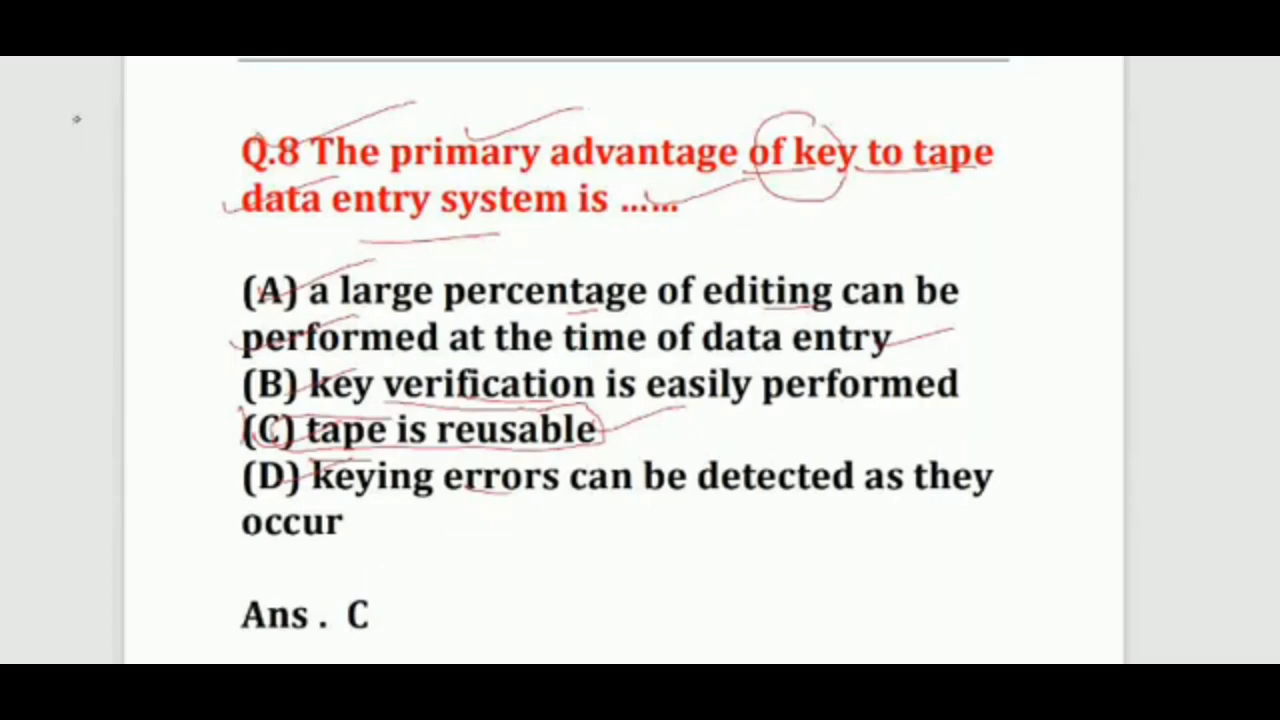 Q.8 The primary advantage of key to tape
data entry system is ......
(A) a large percentage of editing can be
performed at the time of data entry
(B) key verification is easily performed
(C) tape is reusable
(D) keying errors can be detected as they
occur
Ans . C